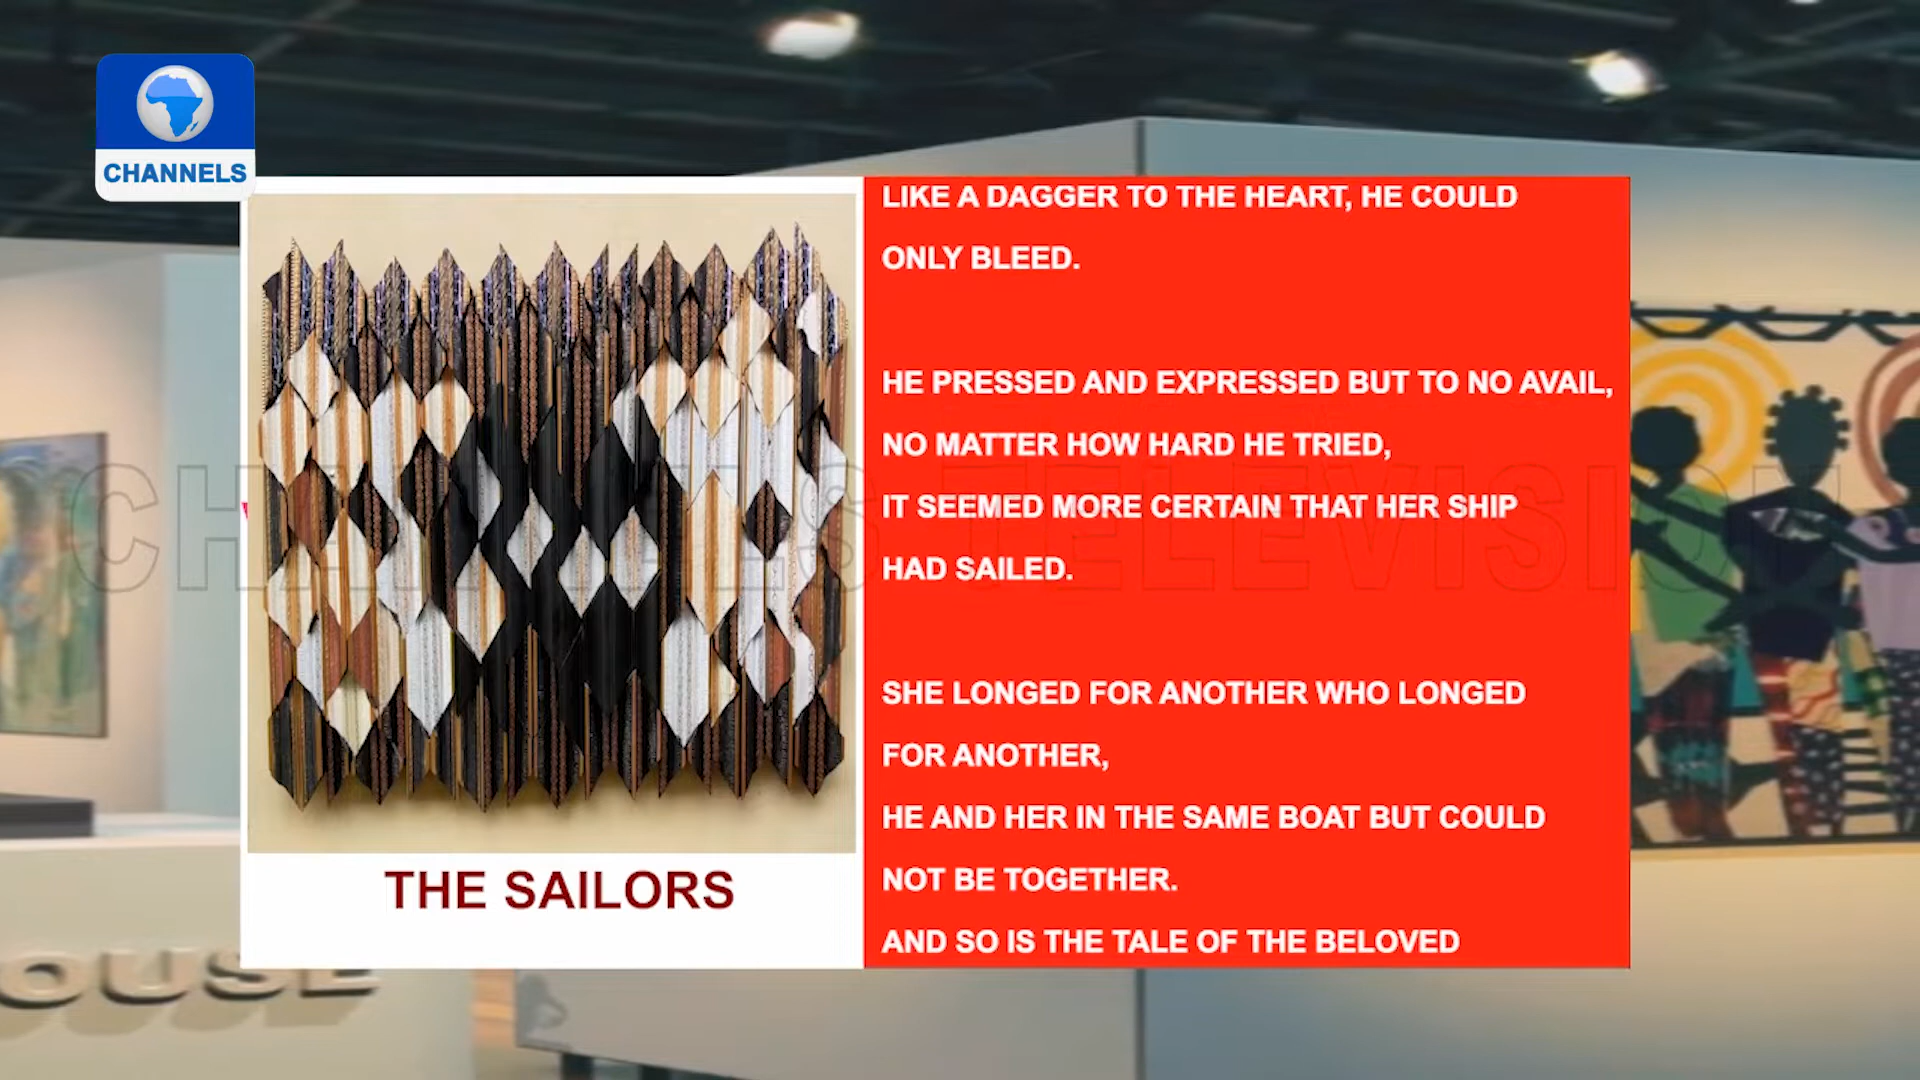 CHANNELS
LIKE A DAGGER TO THE HEART, HE COULD
ONLY BLEED.
HE PRESSED AND EXPRESSED BUT TO NO AVAIL,
NO MATTER HOW HARD HE TRIED,
IT SEEMED MORE CERTAIN THAT HER SHIP
HAD SAILED.
SHE LONGED FOR ANOTHER WHO LONGED
FOR ANOTHER,
HE AND HER IN THE SAME BOAT BUT COULD
NOT BE TOGETHER.
AND SO IS THE TALE OF THE BELOVED
THE SAILORS
CHANNELS TELEVISION
OUSE